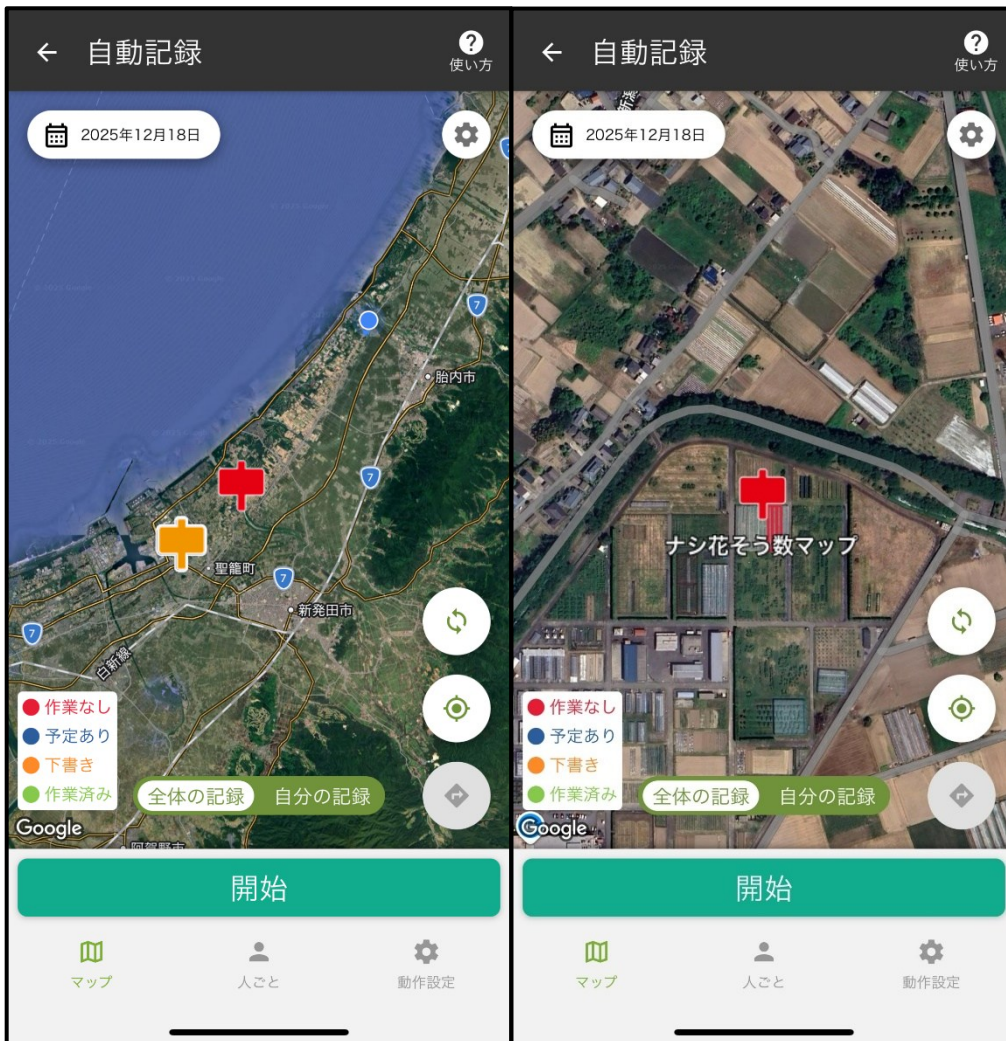 自動記録
使い方
2025年12月18日
7
胎内市
7
聖籠町
7
新発田市
7
白新線
作業なし
予定あり
下書き
作業済み
全体の記録
自分の記録
Google
阿賀野市
開始
マップ
人ごと
動作設定
自動記録
使い方
2025年12月18日
ナシ花そう数マップ
作業なし
予定あり
下書き
作業済み
全体の記録
自分の記録
Google
開始
マップ
人ごと
動作設定